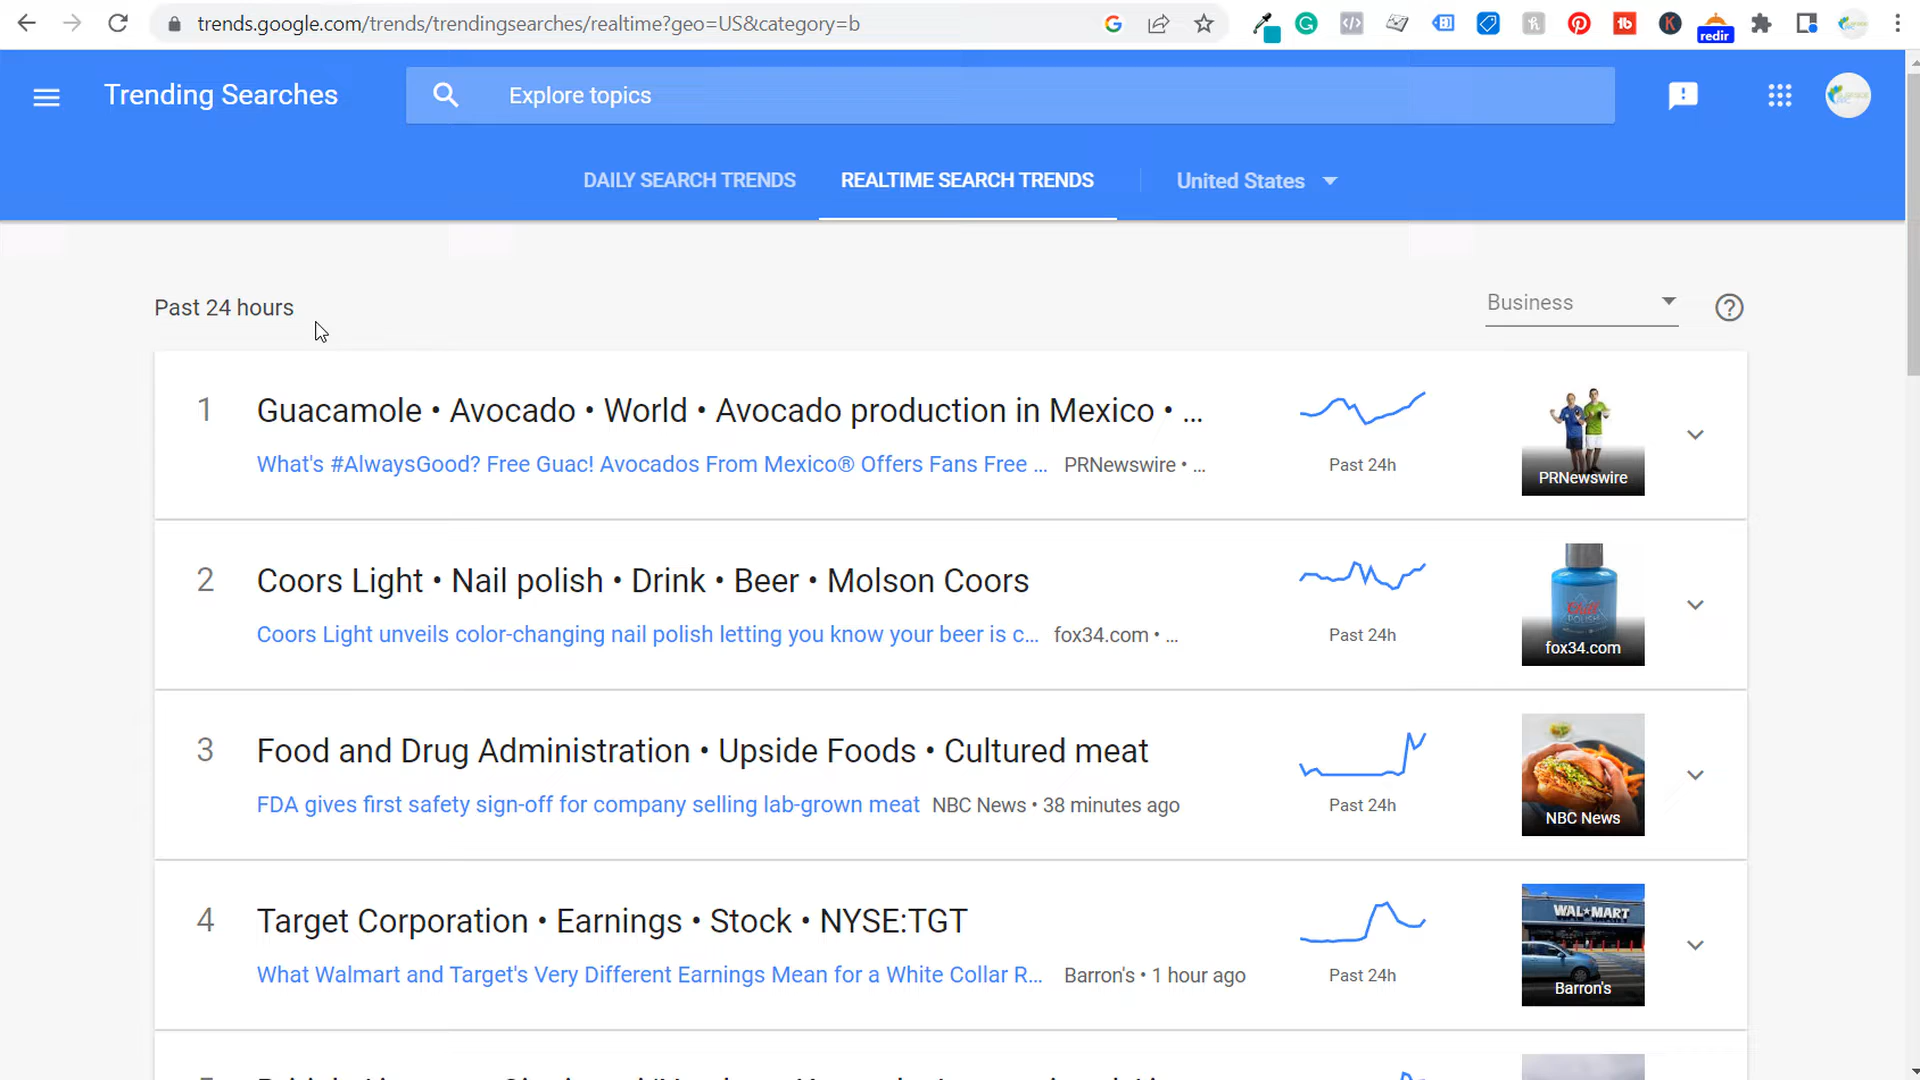 trends.google.com/trends/trendingsearches/realtime?geo=US&category=b
redir
Trending Searches
Explore topics
DAILY SEARCH TRENDS
REALTIME SEARCH TRENDS
United States
Past 24 hours
Business
1
Guacamole • Avocado • World • Avocado production in Mexico • ...
What's #AlwaysGood? Free Guac! Avocados From Mexico® Offers Fans Free ... PRNewswire • ...
Past 24h
PRNewswire
2
Coors Light • Nail polish • Drink • Beer • Molson Coors
Coors Light unveils color-changing nail polish letting you know your beer is c... fox34.com • ...
Past 24h
Chill
POLISH
fox34.com
3
Food and Drug Administration • Upside Foods • Cultured meat
FDA gives first safety sign-off for company selling lab-grown meat NBC News • 38 minutes ago
Past 24h
NBC News
4
Target Corporation • Earnings • Stock • NYSE:TGT
What Walmart and Target's Very Different Earnings Mean for a White Collar R... Barron's • 1 hour ago
Past 24h
WAL★MART
Barron's